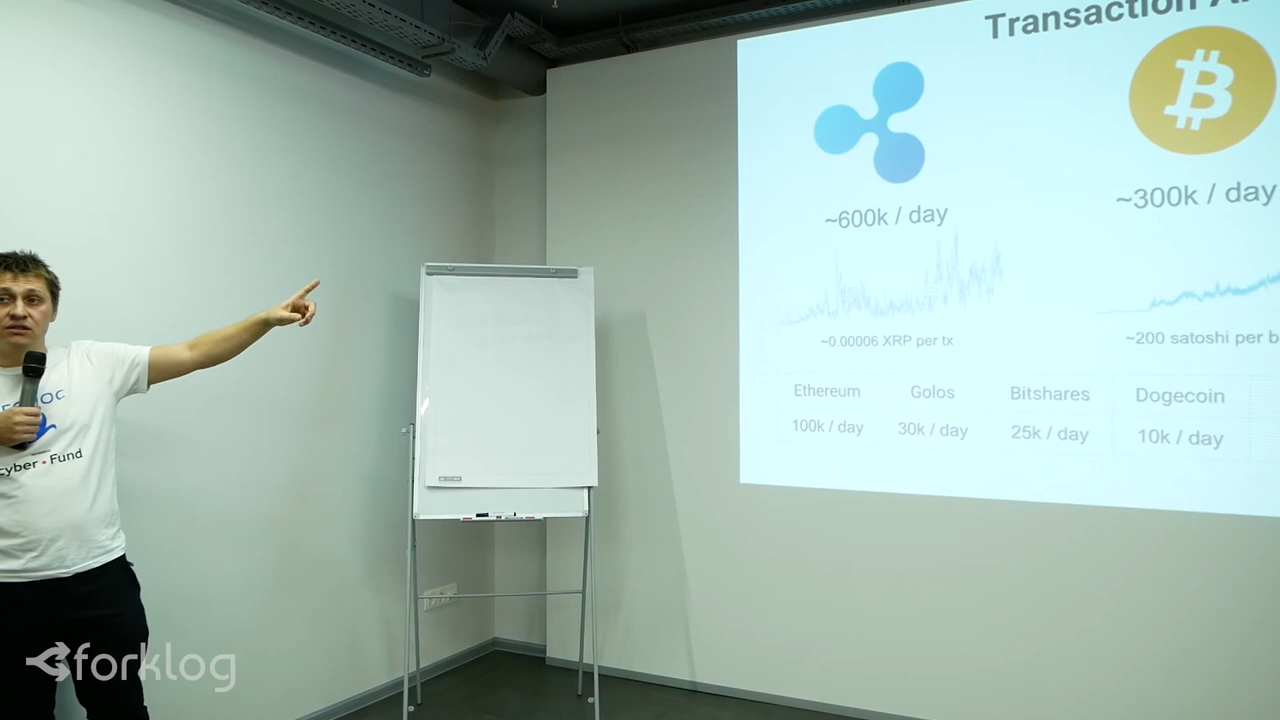 Transaction
~600k / day
~300k / day
~0.00006 XRP per tx
~200 satoshi per
Ethereum
Golos
Bitshares
Dogecoin
100k / day
30k / day
25k / day
10k / day
Fund
forklog